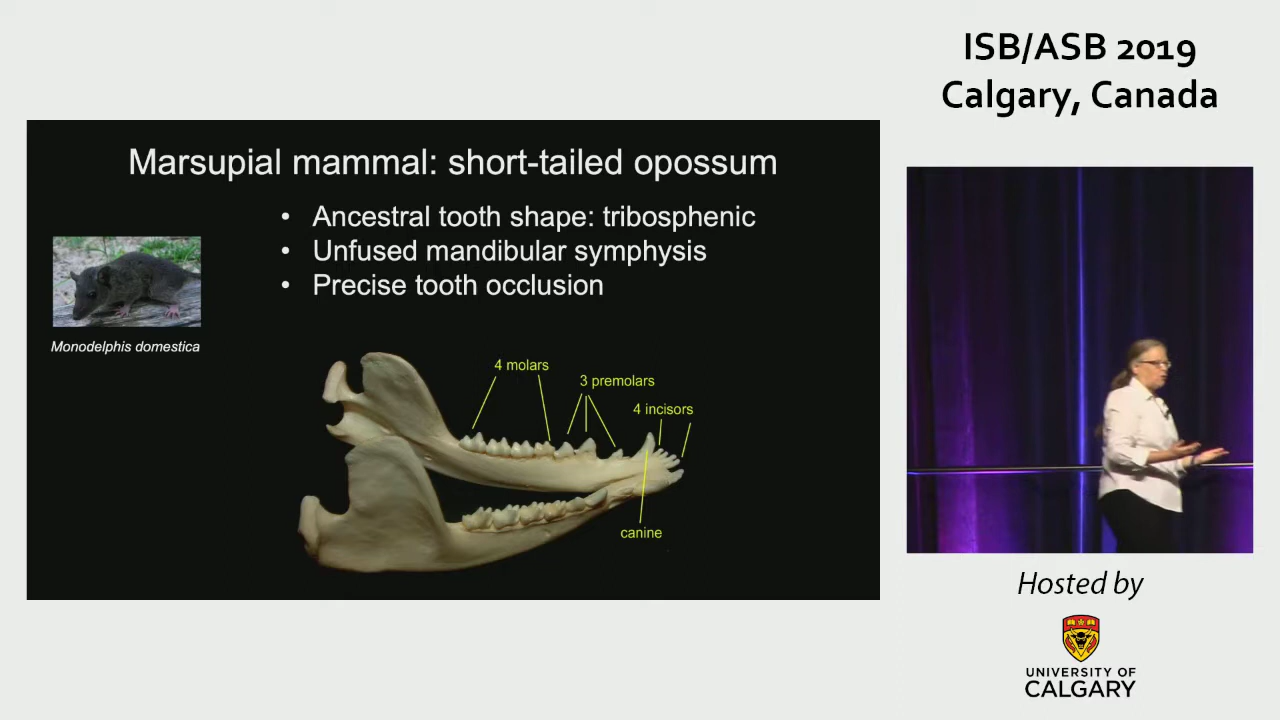 ISB/ASB 2019
Calgary, Canada
Marsupial mammal: short-tailed opossum
• Ancestral tooth shape: tribosphenic
• Unfused mandibular symphysis
• Precise tooth occlusion
Monodelphis domestica
4 molars
3 premolars
4 incisors
canine
Hosted by
UNIVERSITY OF
CALGARY